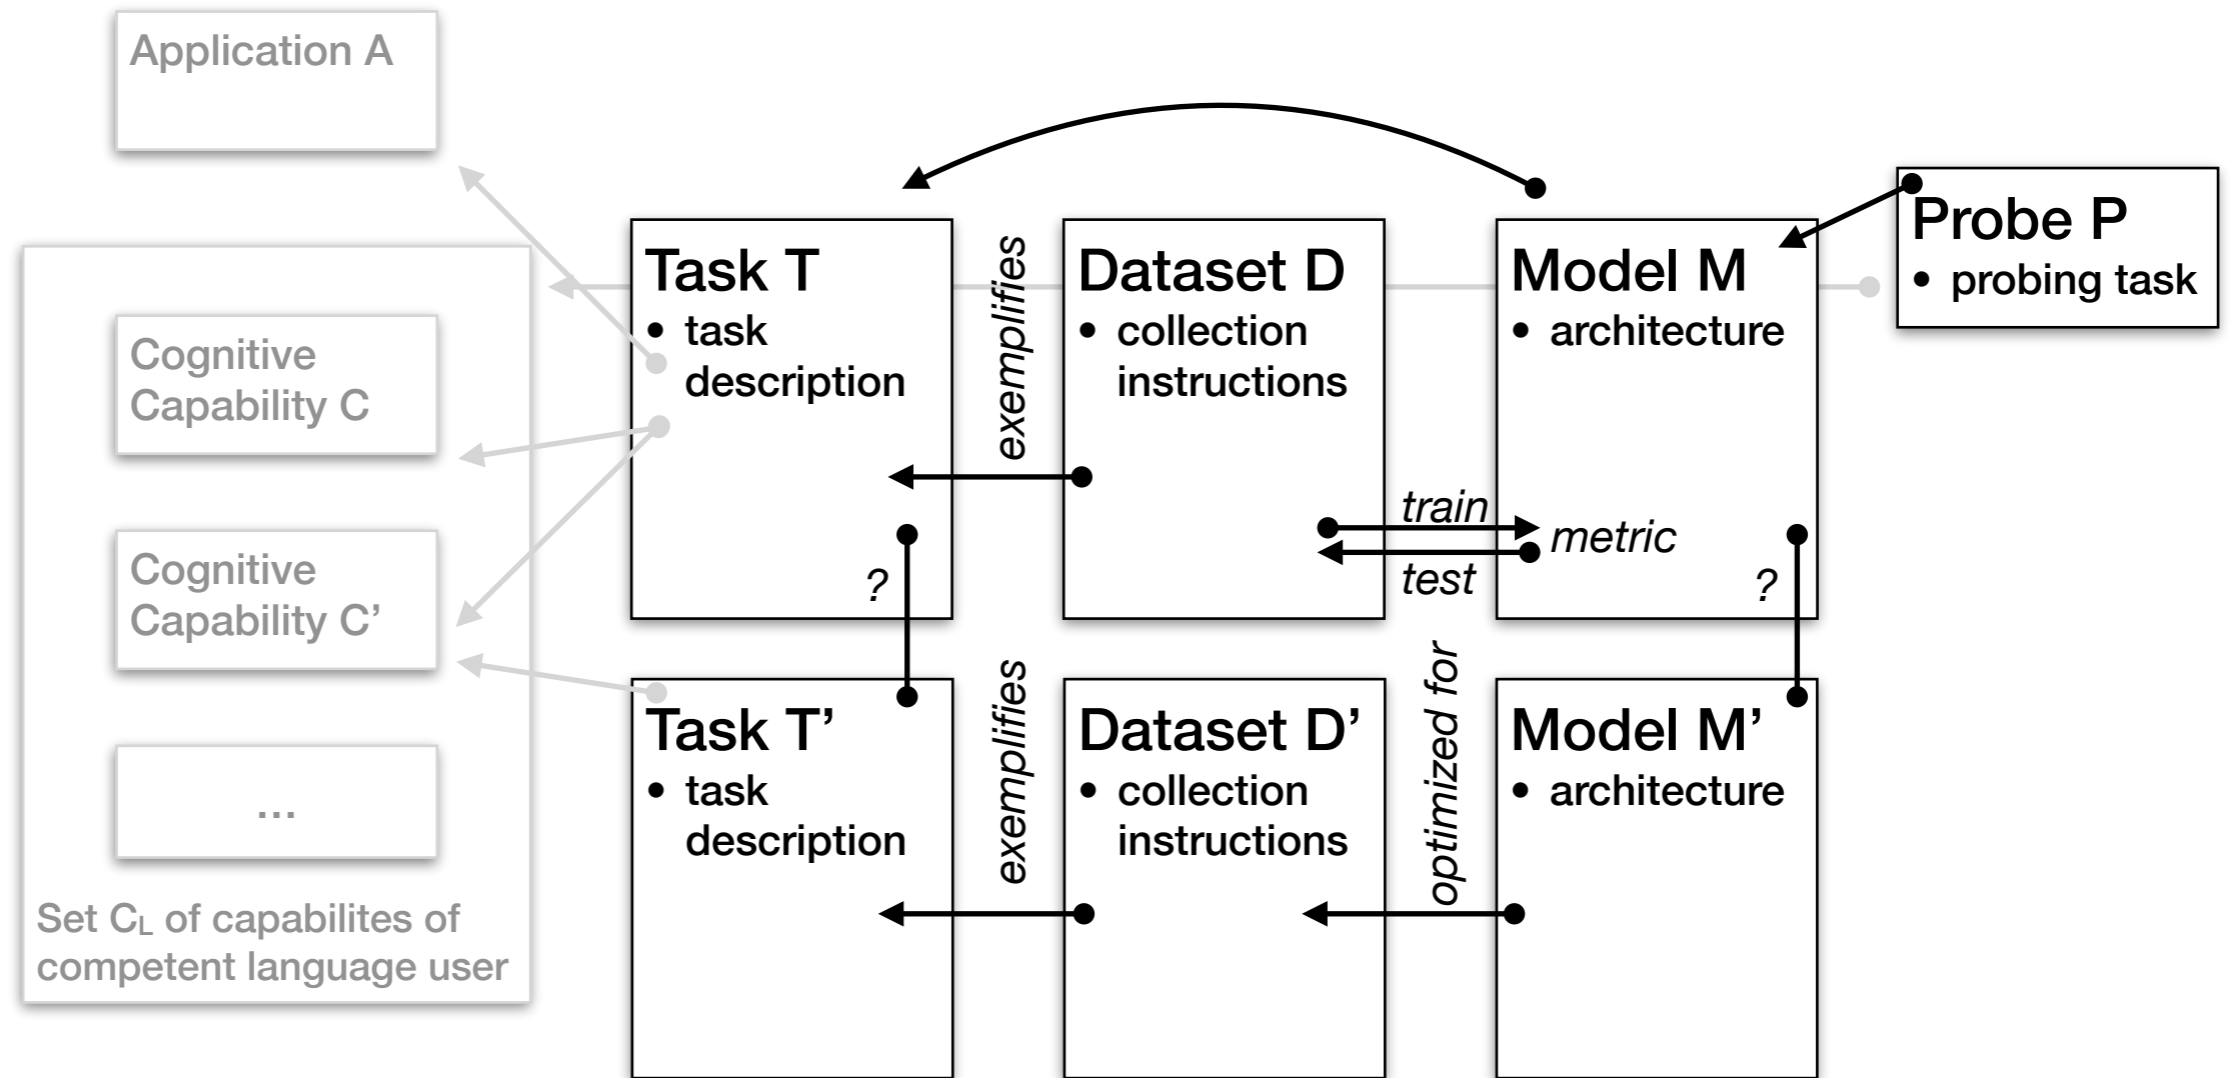 Application A
Cognitive
Capability C
Cognitive
Capability C’
...
Set CL of capabilites of
competent language user
Task T
• task
description
exemplifies
Dataset D
• collection
instructions
train
test
metric
Model M
• architecture
Probe P
• probing task
?
?
Task T’
• task
description
exemplifies
Dataset D’
• collection
instructions
optimized for
Model M’
• architecture